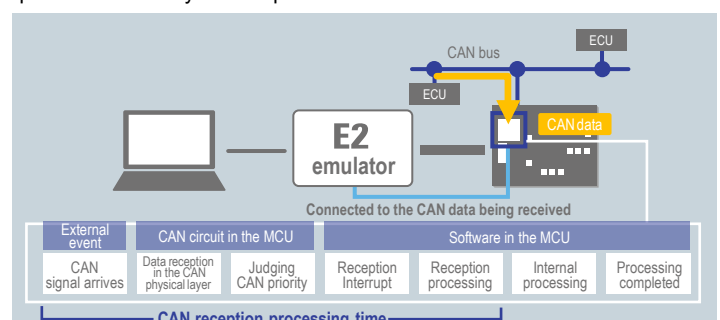 ECU
CAN bus
ECU
CAN data
E2
emulator
Connected to the CAN data being received
External
event
CAN circuit in the MCU
Software in the MCU
CAN
signal arrives
Data reception
in the CAN
physical layer
Judging
CAN priority
Reception
Interrupt
Reception
processing
Internal
processing
Processing
completed
CAN reception processing time